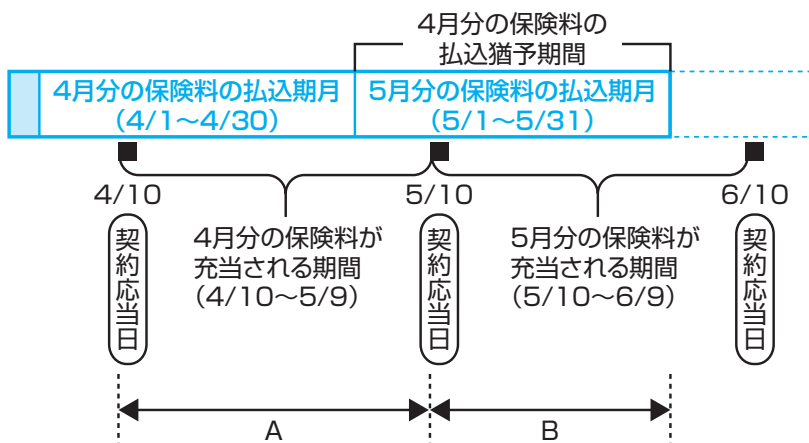 4月分の保険料の
払込猶予期間
4月分の保険料の払込期月
(4/1～4/30)
5月分の保険料の払込期月
(5/1～5/31)
4/10
5/10
6/10
契約応当日
4月分の保険料が
充当される期間
(4/10～5/9)
契約応当日
5月分の保険料が
充当される期間
(5/10～6/9)
契約応当日
A
B